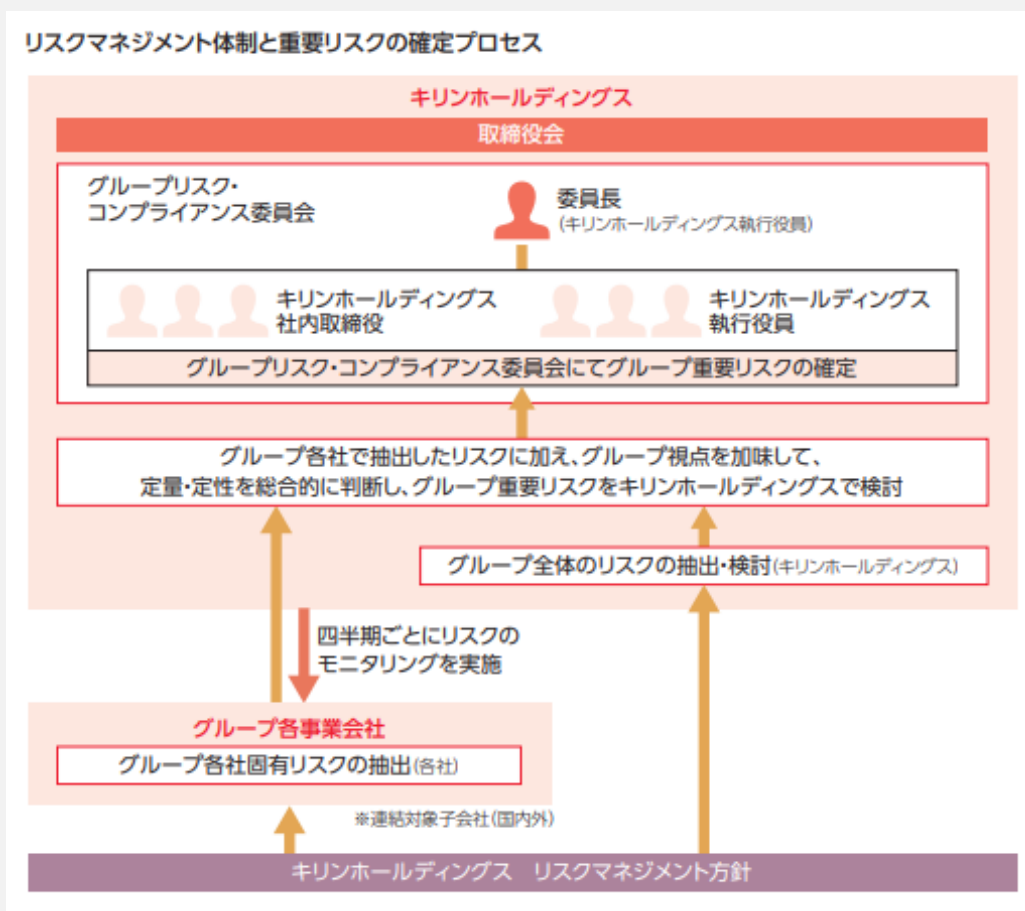 リスクマネジメント体制と重要リスクの確定プロセス
キリンホールディングス
取締役会
グループリスク・
コンプライアンス委員会
委員長
(キリンホールディングス執行役員)
キリンホールディングス
社内取締役
キリンホールディングス
執行役員
グループリスク・コンプライアンス委員会にてグループ重要リスクの確定
グループ各社で抽出したリスクに加え、グループ視点を加味して、
定量・定性を総合的に判断し、グループ重要リスクをキリンホールディングスで検討
グループ全体のリスクの抽出・検討(キリンホールディングス)
四半期ごとにリスクの
モニタリングを実施
グループ各事業会社
グループ各社固有リスクの抽出(各社)
※連結対象子会社(国内外)
キリンホールディングス　リスクマネジメント方針